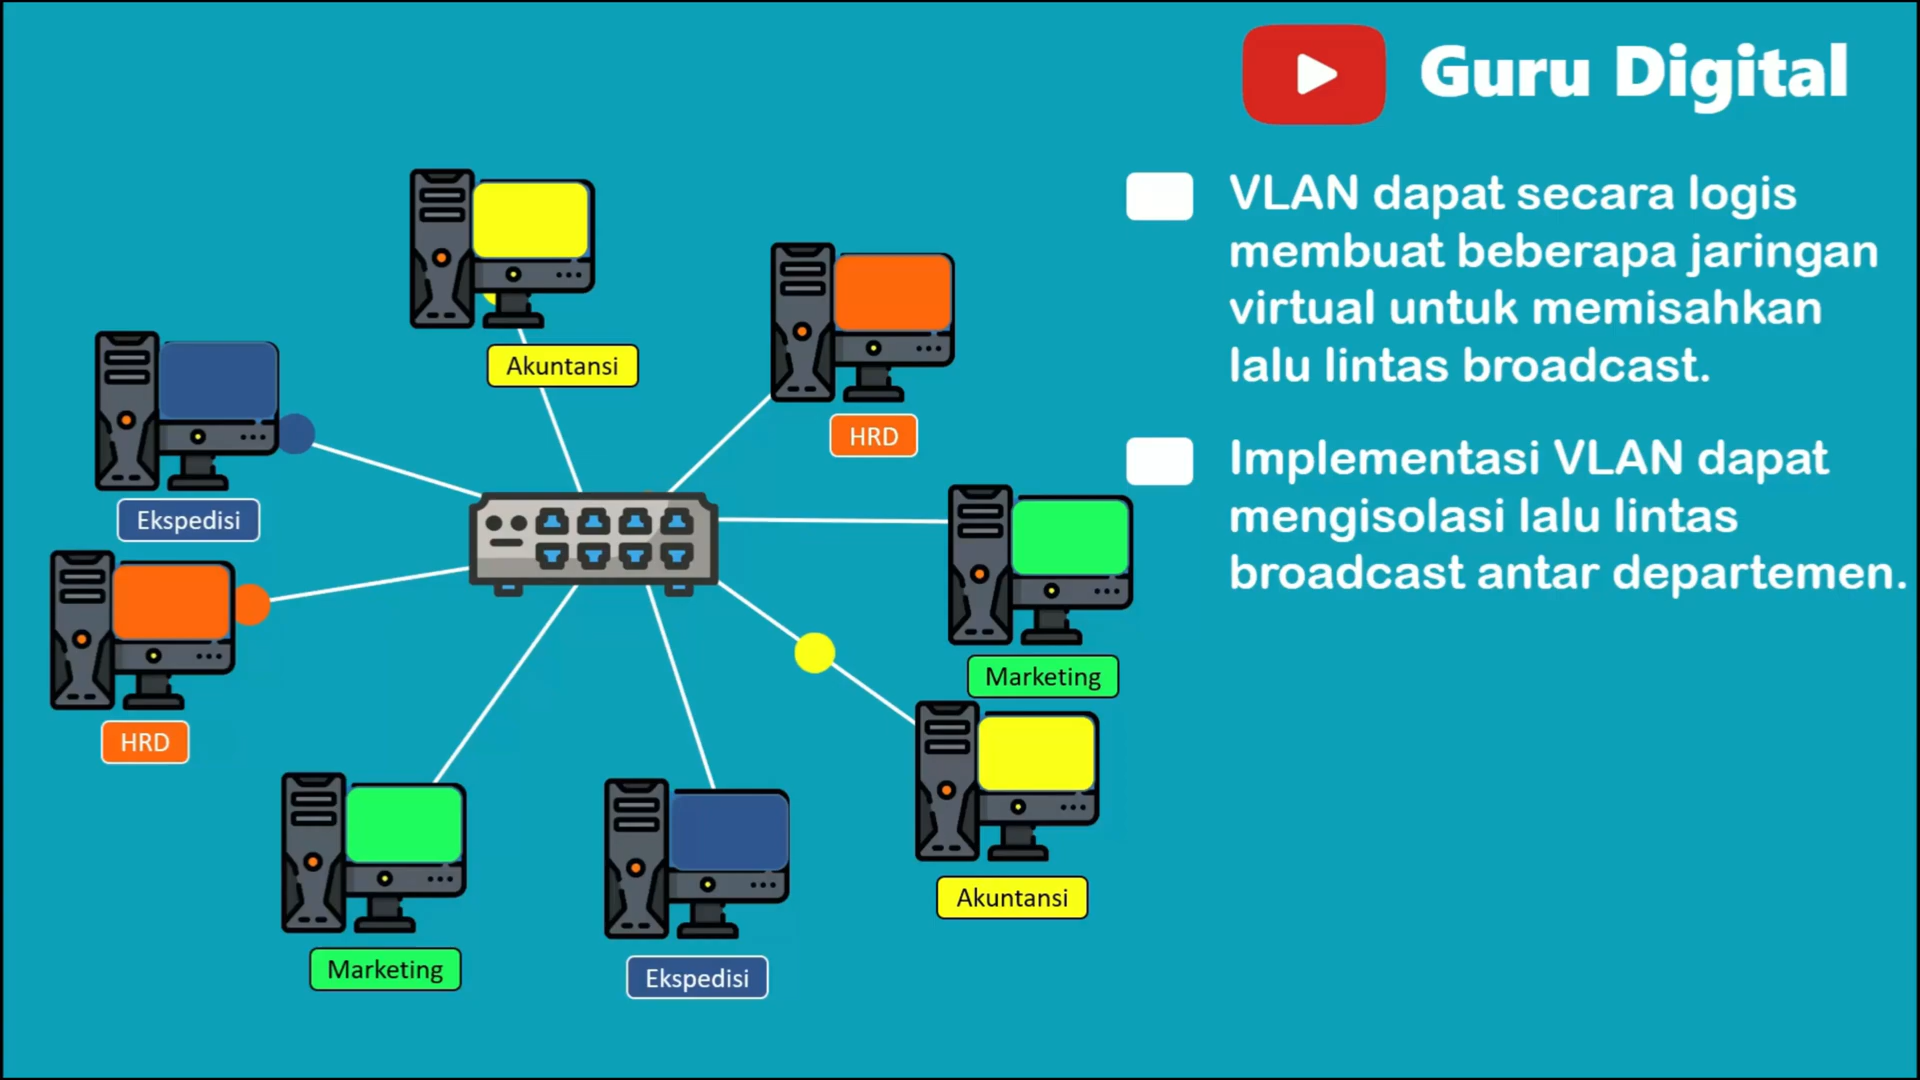 Guru Digital
VLAN dapat secara logis
membuat beberapa jaringan
virtual untuk memisahkan
lalu lintas broadcast.
Implementasi VLAN dapat
mengisolasi lalu lintas
broadcast antar departemen.
Akuntansi
HRD
Ekspedisi
Marketing
HRD
Akuntansi
Marketing
Ekspedisi